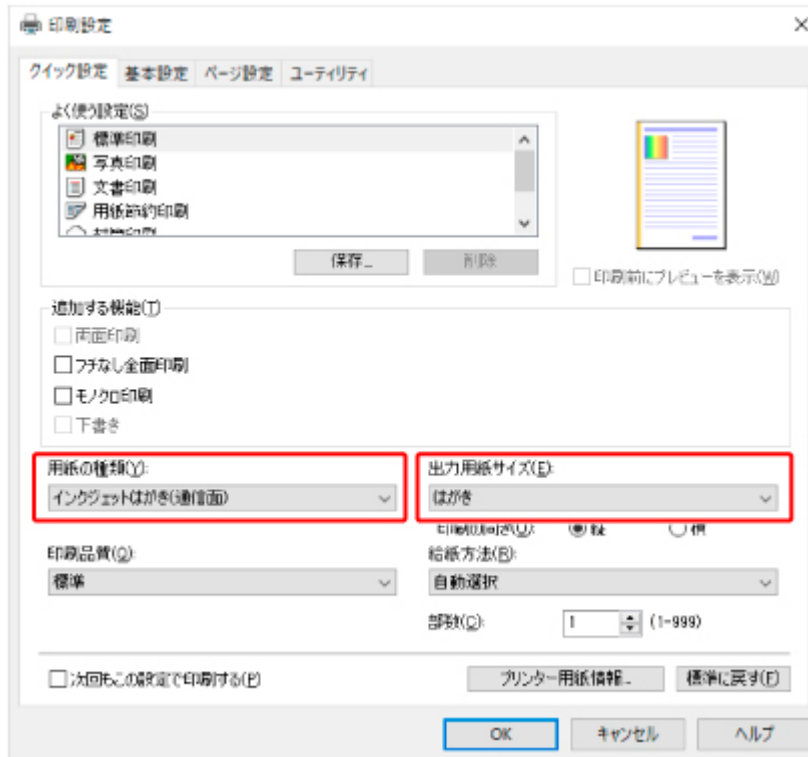 印刷設定
クイック設定 基本設定 ページ設定 ユーティリティ
よく使う設定(S)
標準印刷
写真印刷
文書印刷
用紙節約印刷
保存...
削除
印刷前にプレビューを表示(W)
追加する機能(T)
両面印刷
フチなし全面印刷
モノクロ印刷
下書き
用紙の種類(Y):
インクジェットはがき(通信面)
出力用紙サイズ(E):
はがき
縦 横
印刷品質(Q):
標準
給紙方法(R):
自動選択
部数(C): 1 (1-999)
次回もこの設定で印刷する(P)
プリンター用紙情報...
標準に戻す(F)
OK キャンセル ヘルプ